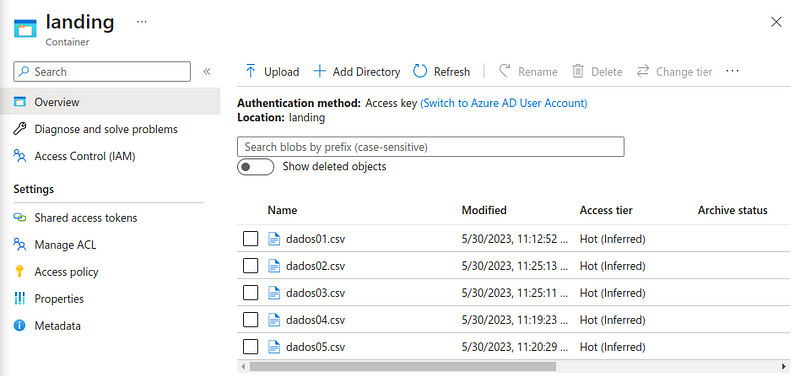 landing ...
Container
Search «
Overview
Diagnose and solve problems
Access Control (IAM)
Settings
Shared access tokens
Manage ACL
Access policy
Properties
Metadata
Upload Add Directory Refresh Rename Delete Change tier ...
Authentication method: Access key (Switch to Azure AD User Account)
Location: landing
Search blobs by prefix (case-sensitive)
Show deleted objects
Name Modified Access tier Archive status
dados01.csv 5/30/2023, 11:12:52 ... Hot (Inferred)
dados02.csv 5/30/2023, 11:25:13 ... Hot (Inferred)
dados03.csv 5/30/2023, 11:25:11 ... Hot (Inferred)
dados04.csv 5/30/2023, 11:19:23 ... Hot (Inferred)
dados05.csv 5/30/2023, 11:20:29 ... Hot (Inferred)